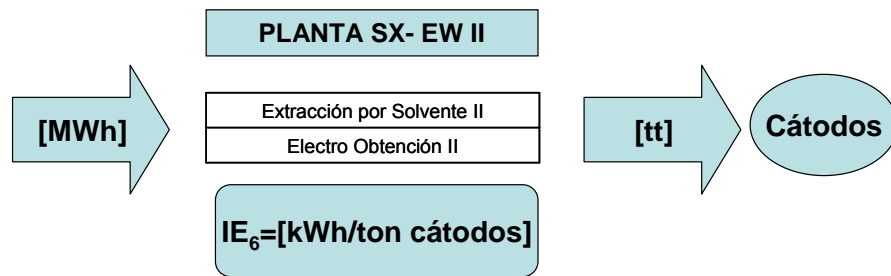 PLANTA SX- EW II
[MWh]
Extracción por Solvente II
Electro Obtención II
[tt]
Cátodos
IE6=[kWh/ton cátodos]